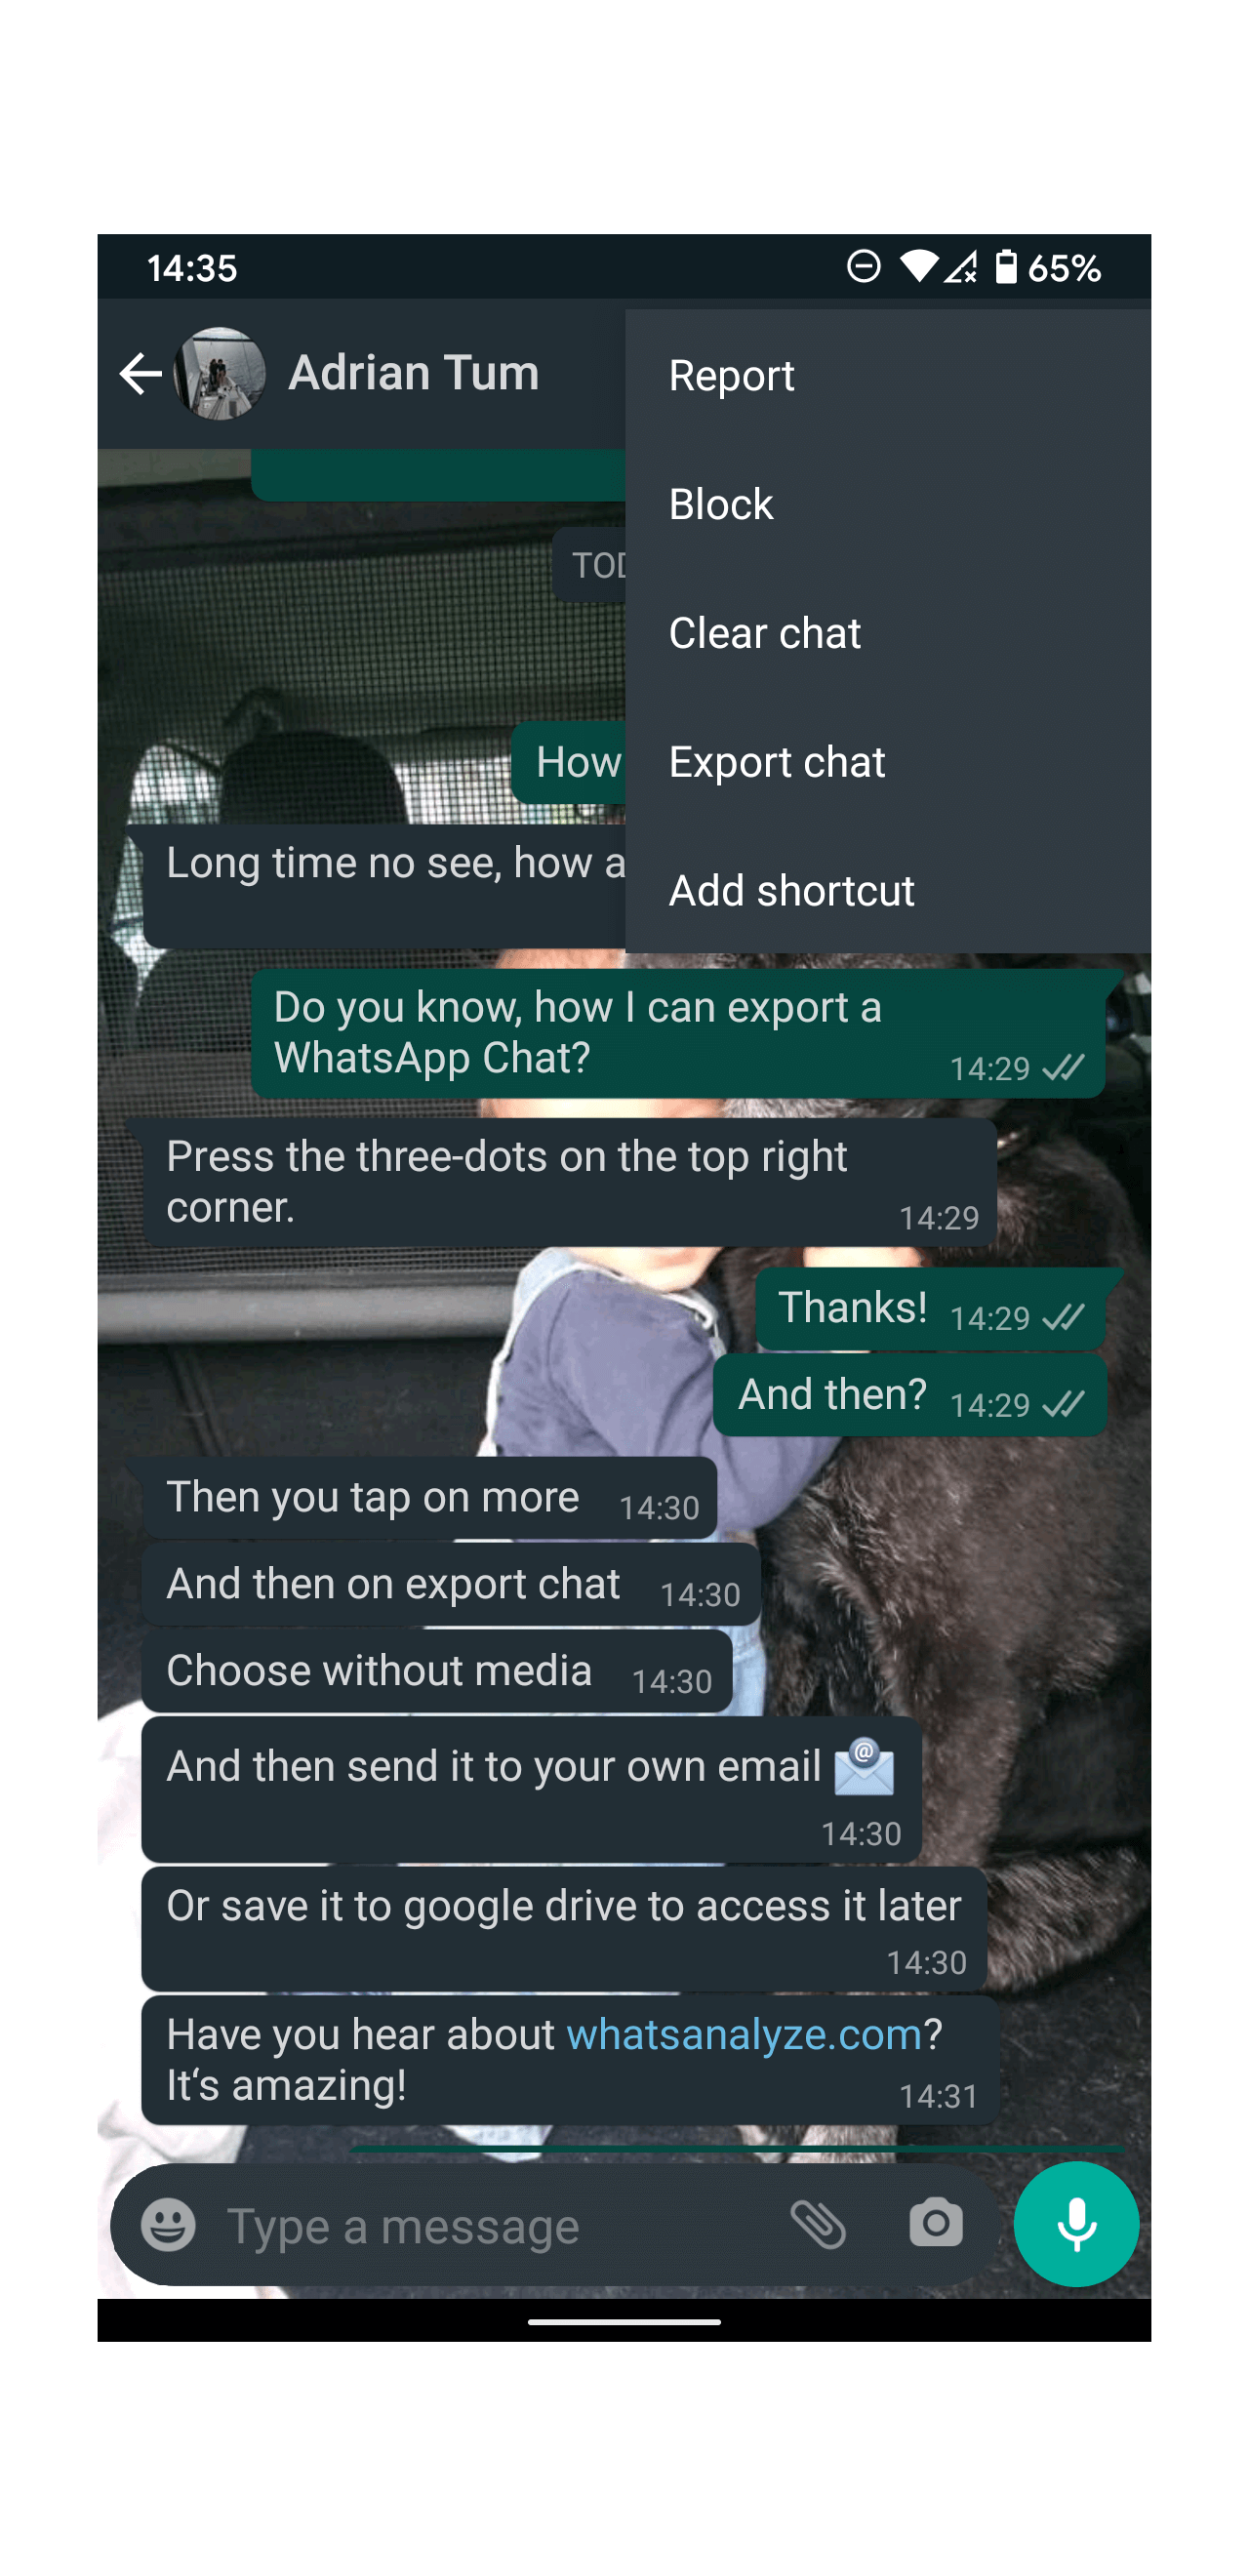 14:35
65%
Adrian Tum
Report
Block
Clear chat
Export chat
Add shortcut
How
Long time no see, how
Do you know, how I can export a
WhatsApp Chat?
14:29
Press the three-dots on the top right
corner.
14:29
Thanks! 14:29
And then? 14:29
Then you tap on more 14:30
And then on export chat 14:30
Choose without media 14:30
And then send it to your own email
14:30
Or save it to google drive to access it later
14:30
Have you hear about whatsanalyze.com?
It‘s amazing!
14:31
Type a message